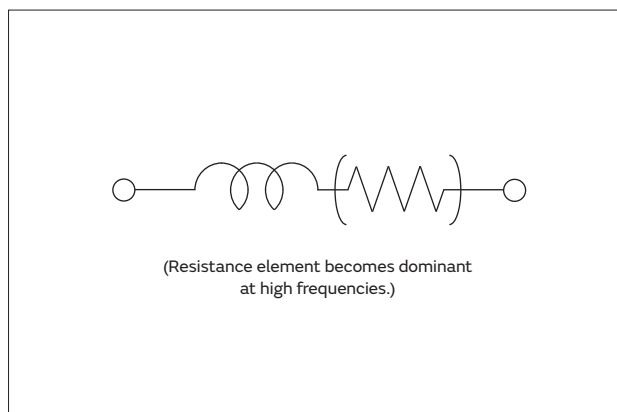 (Resistance element becomes dominant
at high frequencies.)